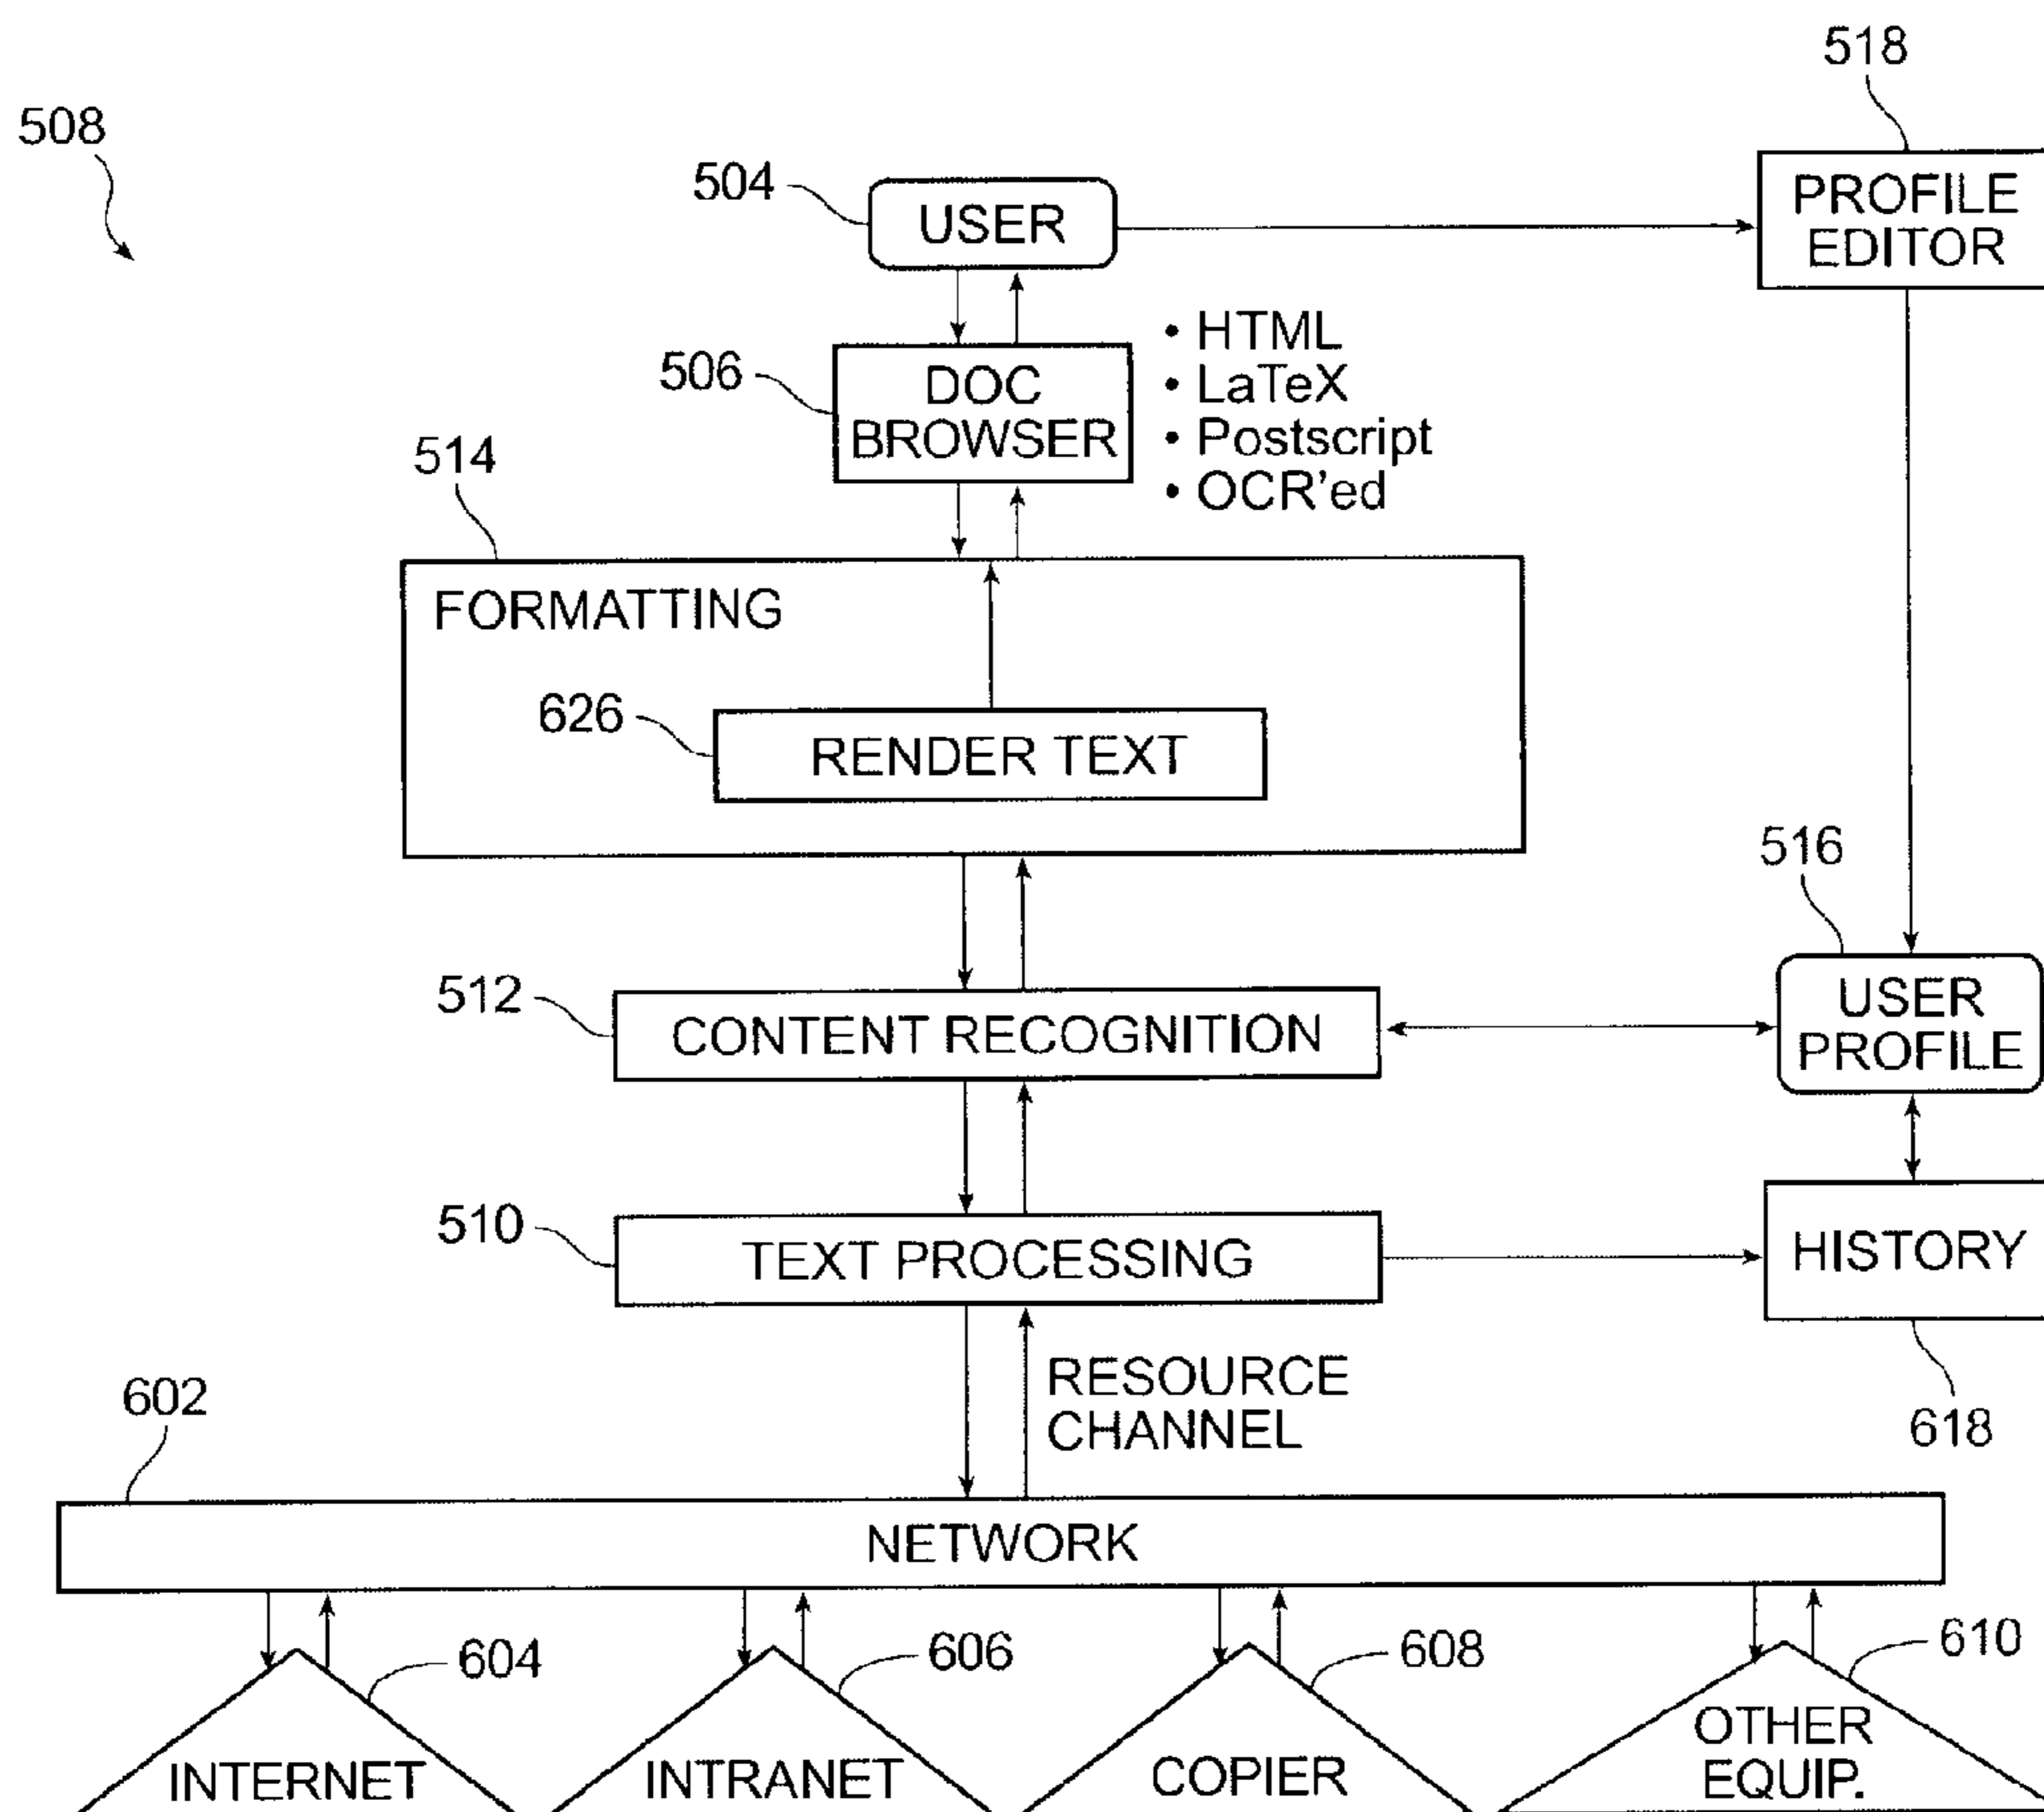 518
508
504
USER
PROFILE
EDITOR
506
DOC
BROWSER
• HTML
• LaTeX
• Postscript
• OCR'ed
514
FORMATTING
626
RENDER TEXT
516
512
CONTENT RECOGNITION
USER
PROFILE
510
TEXT PROCESSING
HISTORY
RESOURCE
CHANNEL
618
602
NETWORK
604
606
608
610
INTERNET
INTRANET
COPIER
OTHER
EQUIP.